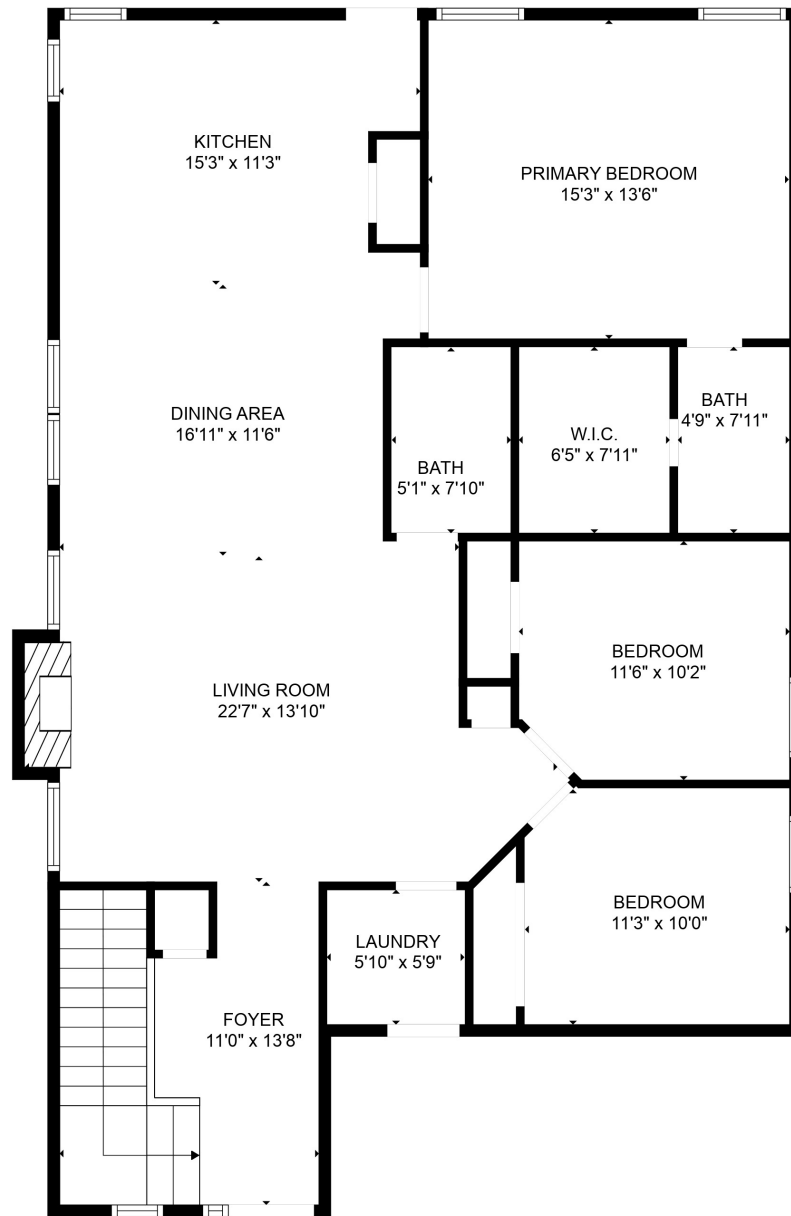 KITCHEN
15'3" x 11'3"
PRIMARY BEDROOM
15'3" x 13'6"
DINING AREA
16'11" x 11'6"
BATH
5'1" x 7'10"
W.I.C.
6'5" x 7'11"
BATH
4'9" x 7'11"
LIVING ROOM
22'7" x 13'10"
BEDROOM
11'6" x 10'2"
BEDROOM
11'3" x 10'0"
LAUNDRY
5'10" x 5'9"
FOYER
11'0" x 13'8"